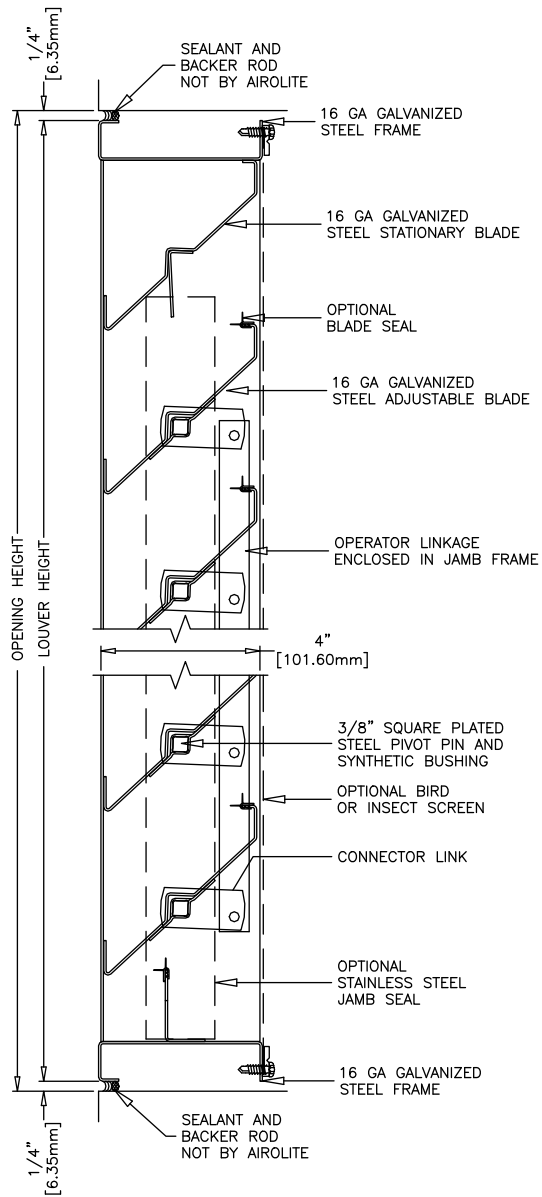 1/4"
[6.35mm]
SEALANT AND
BACKER ROD
NOT BY AIROLITE
16 GA GALVANIZED
STEEL FRAME
16 GA GALVANIZED
STEEL STATIONARY BLADE
OPTIONAL
BLADE SEAL
16 GA GALVANIZED
STEEL ADJUSTABLE BLADE
OPENING HEIGHT
LOUVER HEIGHT
OPERATOR LINKAGE
ENCLOSED IN JAMB FRAME
4"
[101.60mm]
3/8" SQUARE PLATED
STEEL PIVOT PIN AND
SYNTHETIC BUSHING
OPTIONAL BIRD
OR INSECT SCREEN
CONNECTOR LINK
OPTIONAL
STAINLESS STEEL
JAMB SEAL
16 GA GALVANIZED
STEEL FRAME
SEALANT AND
BACKER ROD
NOT BY AIROLITE
1/4"
[6.35mm]